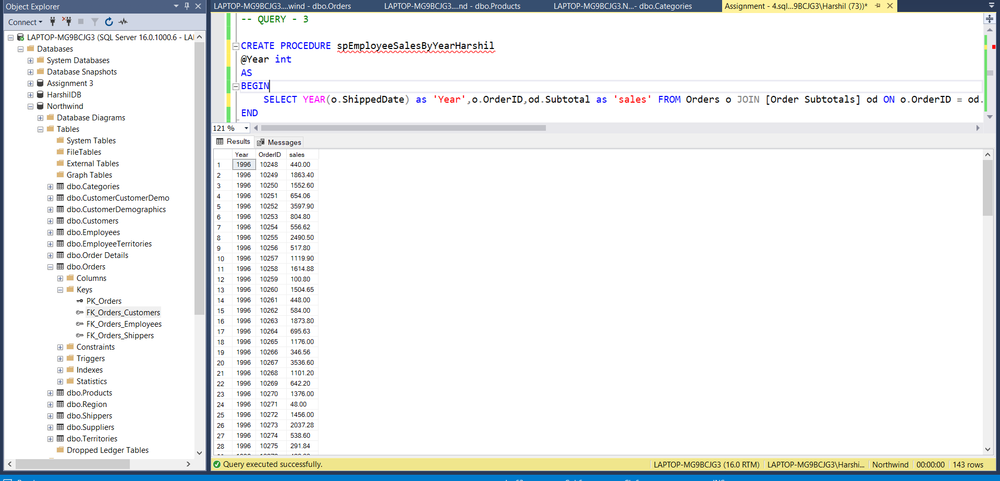 Object Explorer
Connect
LAPTOP-MG9BCJG3 (SQL Server 16.0.1000.6 - LAI
Databases
System Databases
Database Snapshots
Assignment 3
HarshilDB
Northwind
Database Diagrams
Tables
System Tables
FileTables
External Tables
Graph Tables
dbo.Categories
dbo.CustomerCustomerDemo
dbo.CustomerDemographics
dbo.Customers
dbo.Employees
dbo.EmployeeTerritories
dbo.Order Details
dbo.Orders
Columns
Keys
PK_Orders
FK_Orders_Customers
FK_Orders_Employees
FK_Orders_Shippers
Constraints
Triggers
Indexes
Statistics
dbo.Products
dbo.Region
dbo.Shippers
dbo.Suppliers
dbo.Territories
Dropped Ledger Tables
LAPTOP-MG9BCJG3....wind - dbo.Orders
LAPTOP-MG9BCJG3....nd - dbo.Products
LAPTOP-MG9BCJG3.N...- dbo.Categories
Assignment - 4.sql...9BCJG3\Harshil (73))*
-- QUERY - 3
CREATE PROCEDURE spEmployeeSalesByYearHarshil
@Year int
AS
BEGIN
SELECT YEAR(o.ShippedDate) as 'Year',o.OrderID,od.Subtotal as 'sales' FROM Orders o JOIN [Order Subtotals] od ON o.OrderID = od.
END
121 %
Results Messages
Year OrderID sales
1 1996 10248 440.00
2 1996 10249 1863.40
3 1996 10250 1552.60
4 1996 10251 654.06
5 1996 10252 3597.90
6 1996 10253 804.80
7 1996 10254 556.62
8 1996 10255 2490.50
9 1996 10256 517.80
10 1996 10257 1119.90
11 1996 10258 1614.88
12 1996 10259 100.80
13 1996 10260 1504.65
14 1996 10261 448.00
15 1996 10262 584.00
16 1996 10263 1873.80
17 1996 10264 695.63
18 1996 10265 1176.00
19 1996 10266 346.56
20 1996 10267 3536.60
21 1996 10268 1101.20
22 1996 10269 642.20
23 1996 10270 1376.00
24 1996 10271 48.00
25 1996 10272 1456.00
26 1996 10273 2037.28
27 1996 10274 538.60
28 1996 10275 291.84
Query executed successfully.
LAPTOP-MG9BCJG3 (16.0 RTM)
LAPTOP-MG9BCJG3\Harshi...
Northwind
00:00:00
143 rows